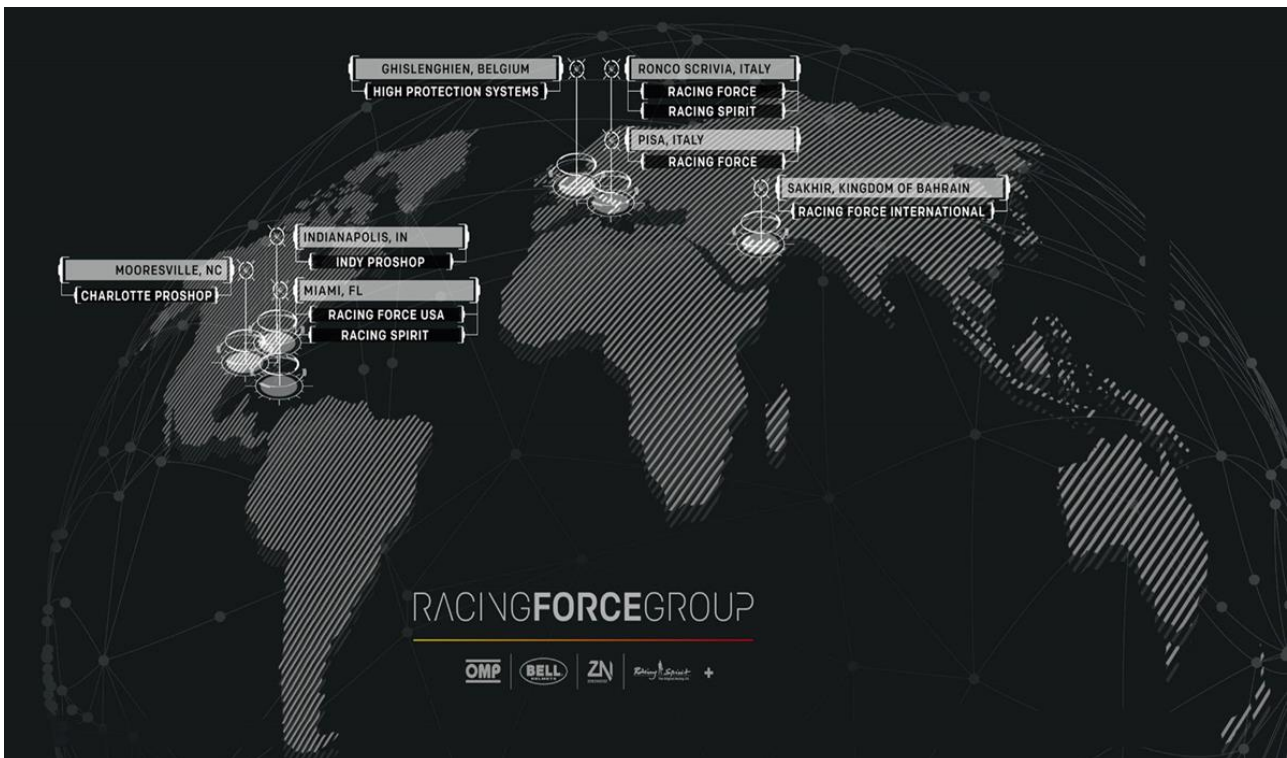 GHISLENGHIEN, BELGIUM
HIGH PROTECTION SYSTEMS
RONCO SCRIVIA, ITALY
RACING FORCE
RACING SPIRIT
PISA, ITALY
RACING FORCE
SAKHIR, KINGDOM OF BAHRAIN
RACING FORCE INTERNATIONAL
INDIANAPOLIS, IN
INDY PROSHOP
MOORESVILLE, NC
CHARLOTTE PROSHOP
MIAMI, FL
RACING FORCE USA
RACING SPIRIT
RACINGFORCEGROUP
OMP
BELL
HELMETS
ZN
Racing Spirit
+